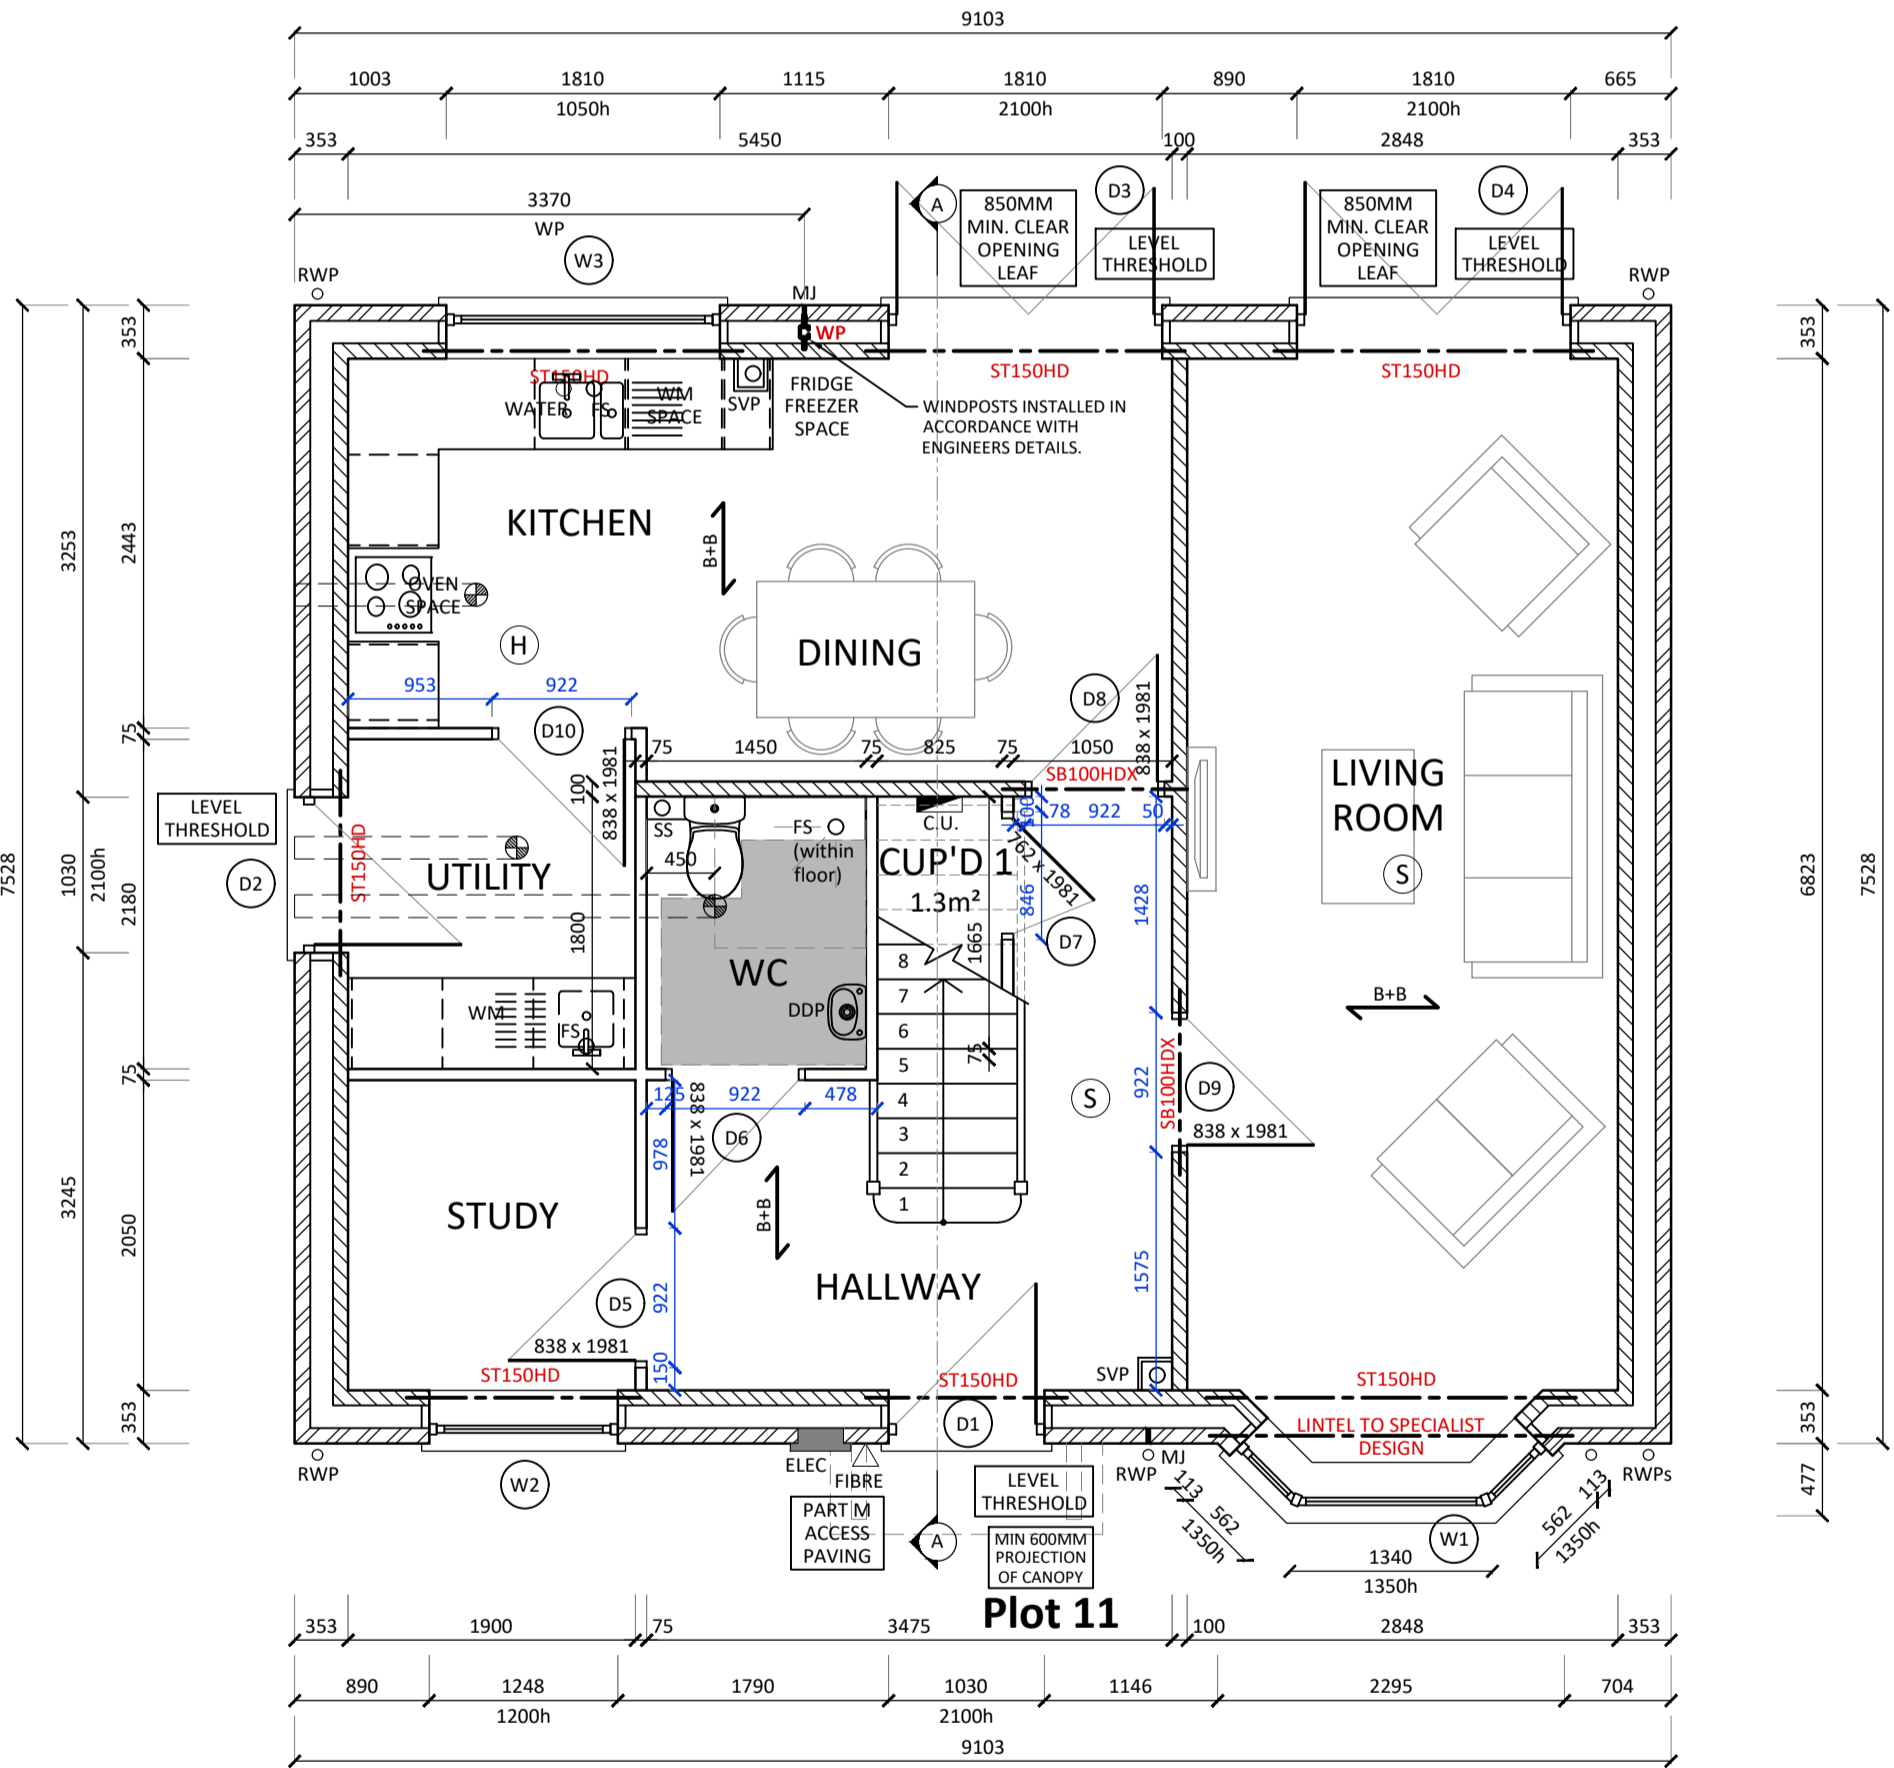 9103
1003 1810 1115 1810 890 1810 665
1050h 2100h 2100h
353 5450 100 2848 353
3370
WP
W3
A
850MM
MIN. CLEAR
OPENING
LEAF
D3
LEVEL
THRESHOLD
850MM
MIN. CLEAR
OPENING
LEAF
D4
LEVEL
THRESHOLD
RWP
MJ
RWP
WP
353
353
ST150HD
ST150HD
ST150HD
WATER
FS
WM
SPACE
SVP
FRIDGE
FREEZER
SPACE
WINDPOSTS INSTALLED IN
ACCORDANCE WITH
ENGINEERS DETAILS.
KITCHEN
B+B
3253
2443
OVEN
SPACE
H
DINING
953 922
D10
D8
838 x 1981
75
75 1450 75 825 75 1050
SB100HDX
838 x 1981
100
LIVING
ROOM
S
LEVEL
THRESHOLD
D2
ST150HD
UTILITY
SS
450
FS
(within
floor)
C.U.
CUP'D 1
1.3m²
100
78 922 50
762 x 1981
846
D7
1428
7528
1030
2100h
2180
1800
1665
6823
7528
WC
DDP
8
7
6
5
4
3
2
1
75
B+B
WM
FS
75
125 922 478
838 x 1981
D6
978
S
SB100HDX
922
D9
838 x 1981
3245
2050
STUDY
B+B
HALLWAY
1575
D5
922
838 x 1981
150
ST150HD
ST150HD
SVP
ST150HD
LINTEL TO SPECIALIST
DESIGN
353
353
477
D1
RWP
W2
ELEC
FIBRE
PART M
ACCESS
PAVING
A
LEVEL
THRESHOLD
MIN 600MM
PROJECTION
OF CANOPY
RWP
MJ
RWPs
113
562
1350h
113
562
1350h
W1
1340
1350h
Plot 11
353 1900 75 3475 100 2848 353
890 1248 1790 1030 1146 2295 704
1200h 2100h
9103